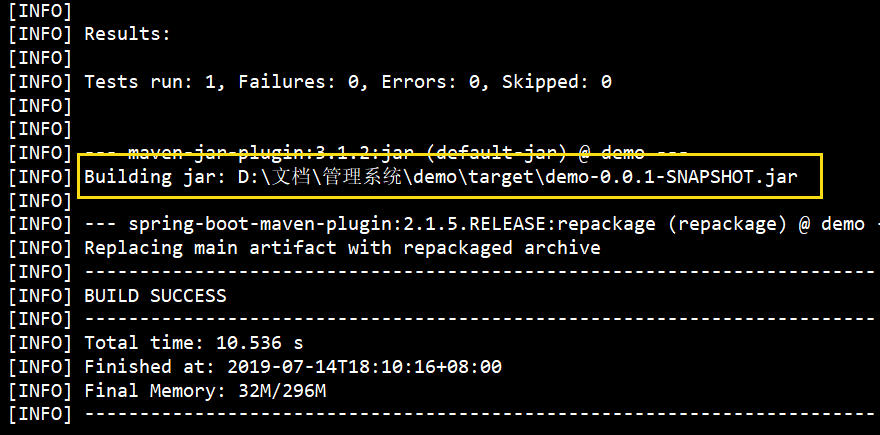 [INFO]
[INFO] Results:
[INFO]
[INFO] Tests run: 1, Failures: 0, Errors: 0, Skipped: 0
[INFO]
[INFO]
[INFO] --- maven-jar-plugin:3.1.2:jar (default-jar) @ demo ---
[INFO] Building jar: D:\文档\管理系统\demo\target\demo-0.0.1-SNAPSHOT.jar
[INFO]
[INFO] --- spring-boot-maven-plugin:2.1.5.RELEASE:repackage (repackage) @ demo -
[INFO] Replacing main artifact with repackaged archive
[INFO] ------------------------------------------------------------------------
[INFO] BUILD SUCCESS
[INFO] ------------------------------------------------------------------------
[INFO] Total time: 10.536 s
[INFO] Finished at: 2019-07-14T18:10:16+08:00
[INFO] Final Memory: 32M/296M
[INFO] ------------------------------------------------------------------------